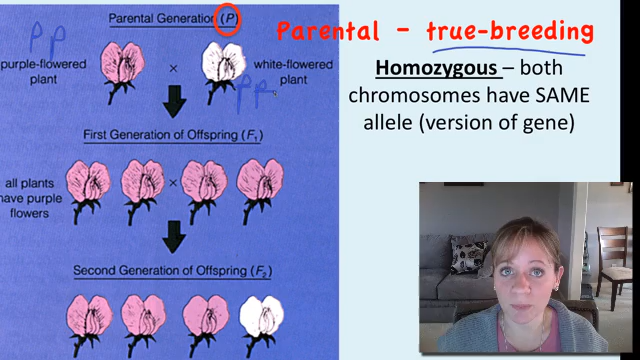 Parental Generation (P)
Parental – true-breeding
PP
purple-flowered
plant
×
white-flowered
plant
pp
Homozygous – both
chromosomes have SAME
allele (version of gene)
First Generation of Offspring (F₁)
all plants
have purple
flowers
×
Second Generation of Offspring (F₂)